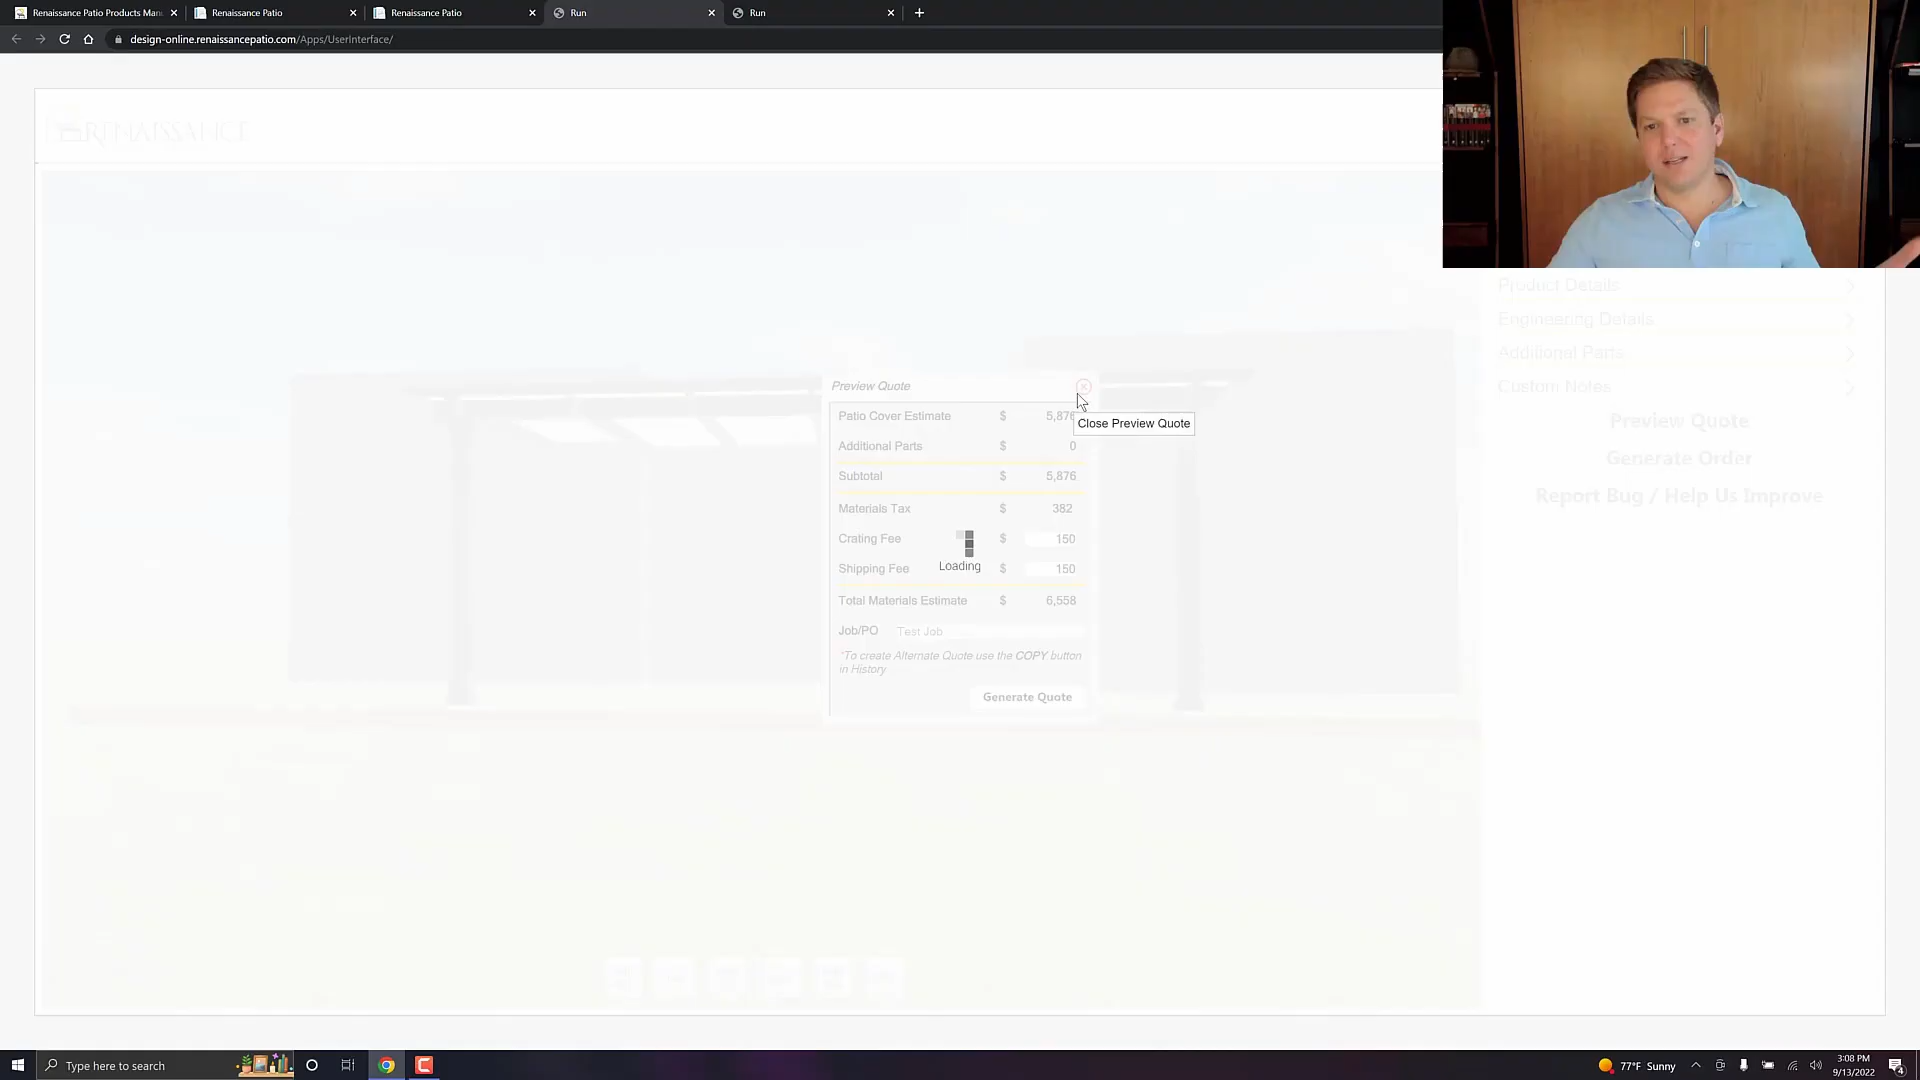 Renaissance Patio Products Man
Renaissance Patio
Renaissance Patio
Run
Run
design-online.renaissancepatio.com/Apps/UserInterface/
RENAISSANCE
Product Details
Engineering Details
Additional Parts
Custom Notes
Preview Quote
Generate Order
Report Bug / Help Us Improve
Preview Quote
Patio Cover Estimate $ 5,876
Close Preview Quote
Additional Parts $ 0
Subtotal $ 5,876
Materials Tax $ 382
Crating Fee $ 150
Loading
Shipping Fee $ 150
Total Materials Estimate $ 6,558
Job/PO Test Job
*To create Alternate Quote use the COPY button
in History
Generate Quote
Type here to search
77°F Sunny
3:08 PM
9/13/2022
4